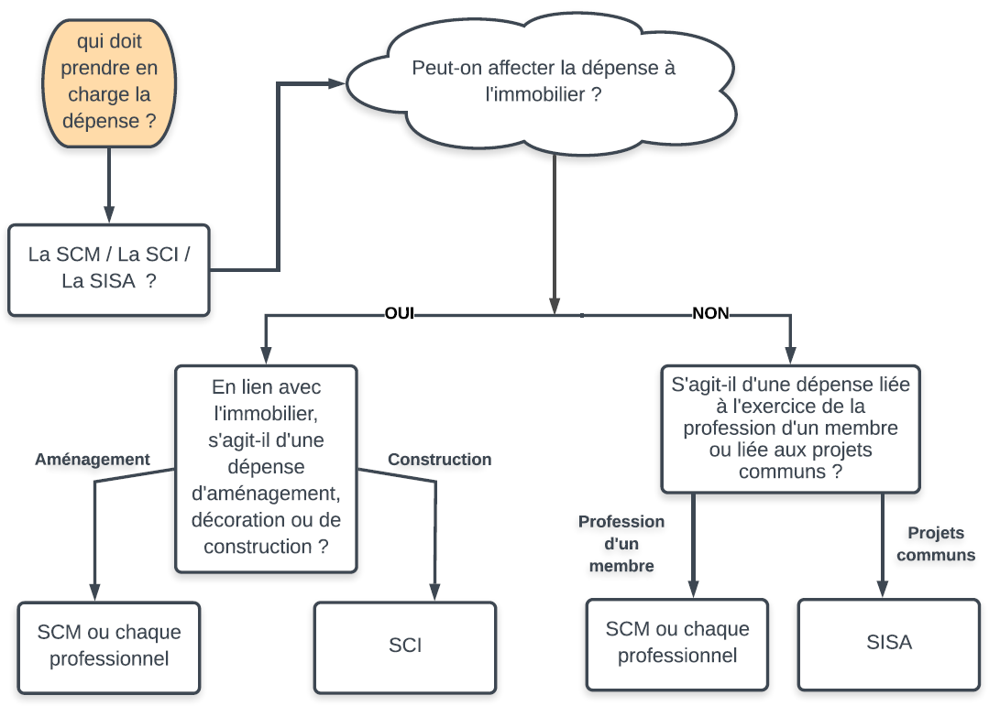 qui doit
prendre en
charge la
dépense ?
Peut-on affecter la dépense à
l'immobilier ?
La SCM / La SCI /
La SISA ?
OUI
NON
En lien avec
l'immobilier,
s'agit-il d'une
dépense
d'aménagement,
décoration ou de
construction ?
S'agit-il d'une dépense liée
à l'exercice de la
profession d'un membre
ou liée aux projets
communs ?
Aménagement
Construction
Profession
d'un
membre
Projets
communs
SCM ou chaque
professionnel
SCI
SCM ou chaque
professionnel
SISA